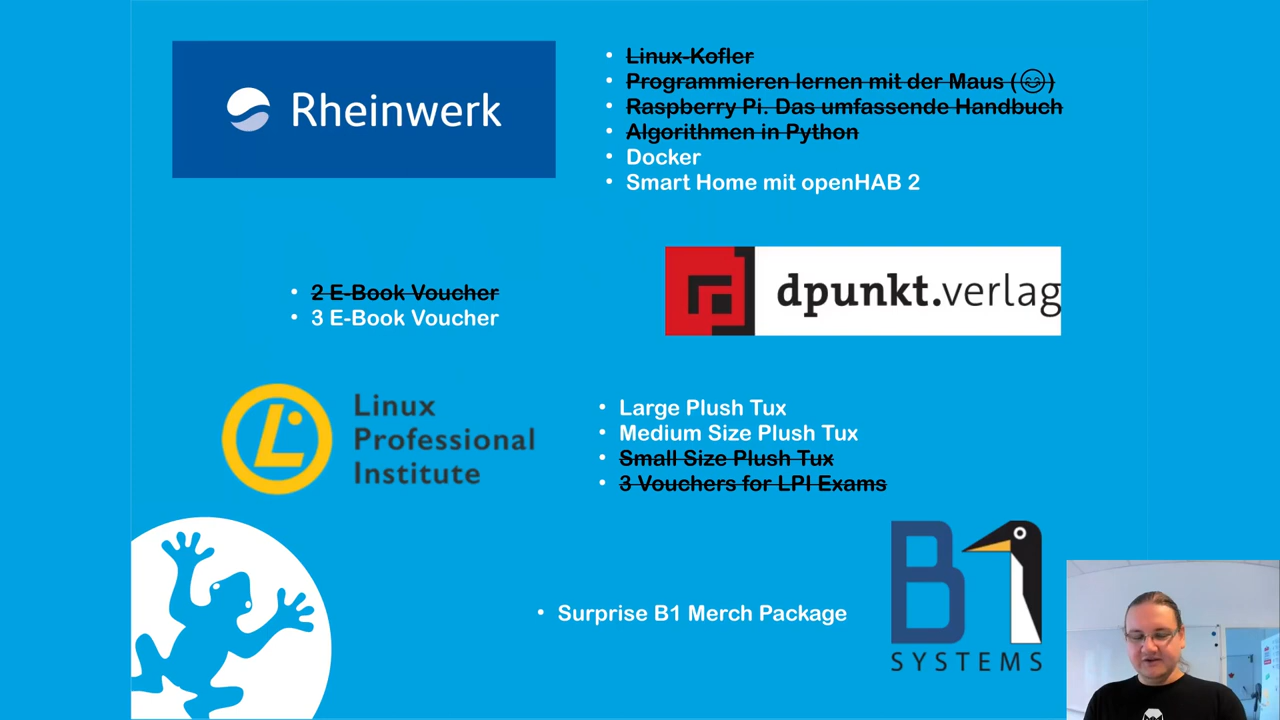 Rheinwerk
• Linux-Kofler
• Programmieren lernen mit der Maus (😊)
• Raspberry Pi. Das umfassende Handbuch
• Algorithmen in Python
• Docker
• Smart Home mit openHAB 2
• 2 E-Book Voucher
• 3 E-Book Voucher
dpunkt.verlag
Linux
Professional
Institute
• Large Plush Tux
• Medium Size Plush Tux
• Small Size Plush Tux
• 3 Vouchers for LPI Exams
• Surprise B1 Merch Package
B1
SYSTEMS